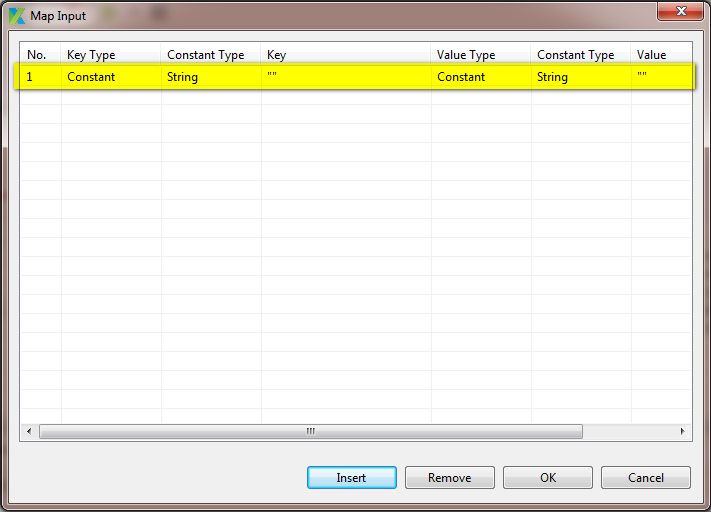 Map Input
No. Key Type Constant Type Key Value Type Constant Type Value
1 Constant String "" Constant String ""
Insert Remove OK Cancel